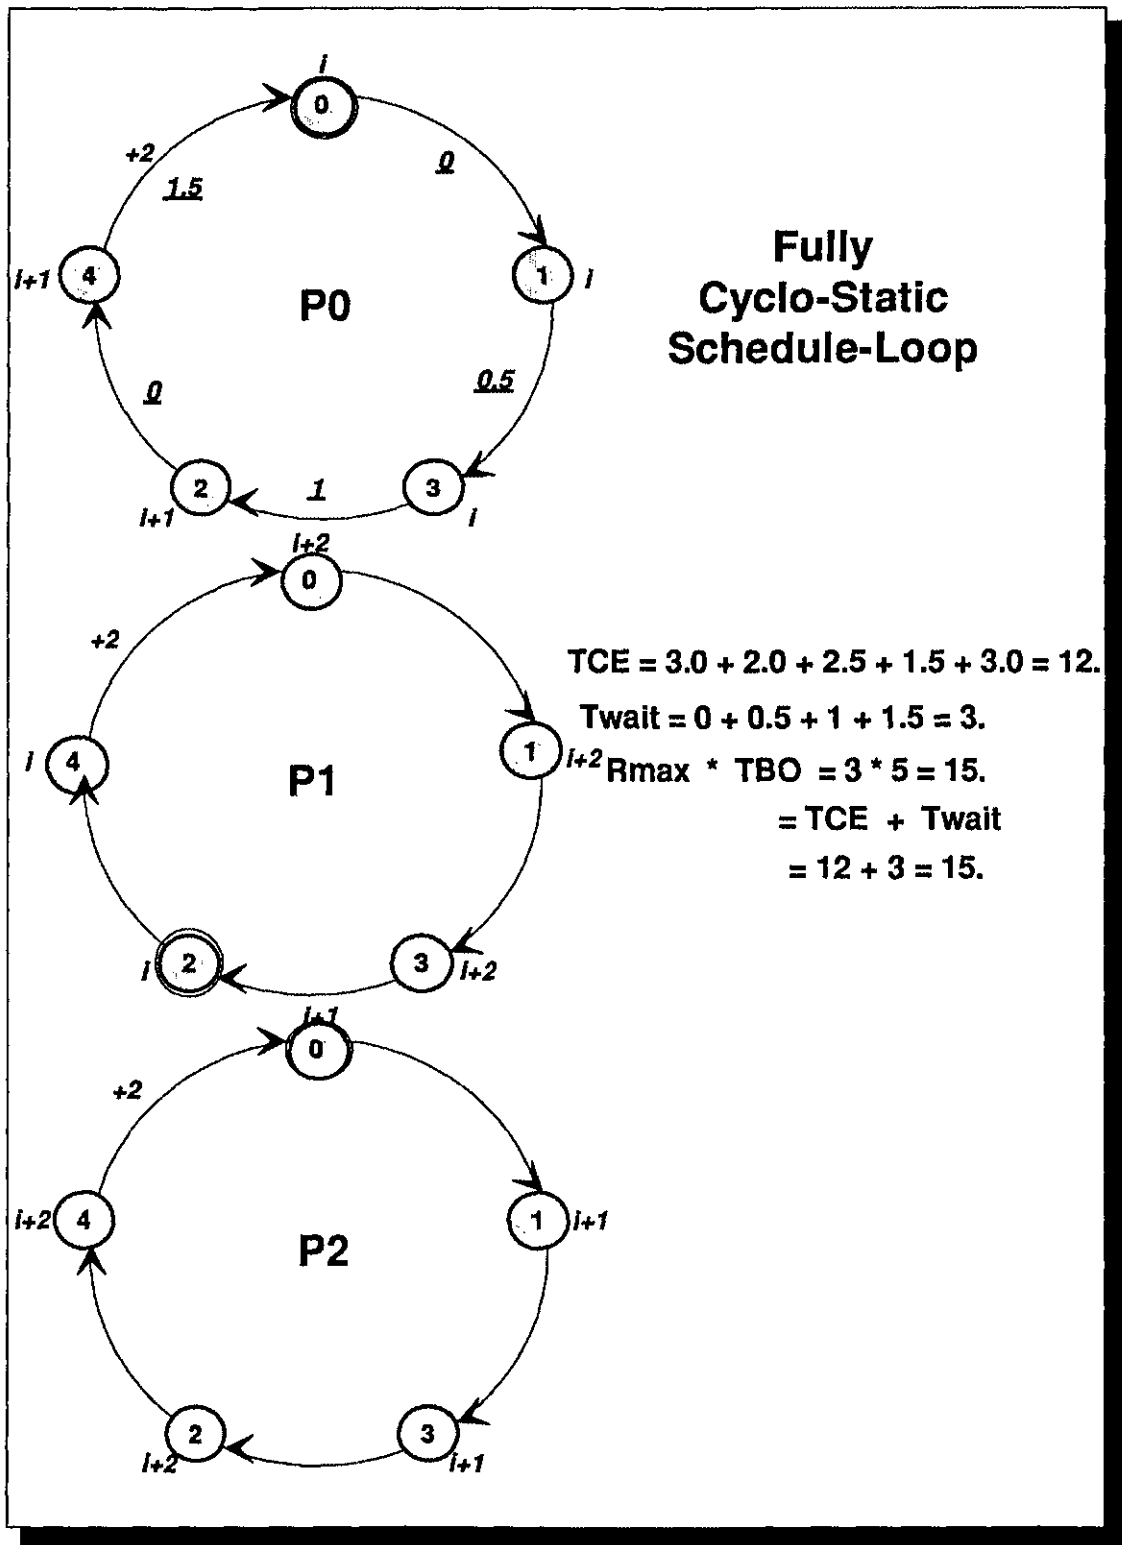 i
0
+2
0
1.5
i+1
4
1
i
P0
Fully
Cyclo-Static
Schedule-Loop
0
0.5
2
1
3
i+1
i
i+2
0
+2
TCE = 3.0 + 2.0 + 2.5 + 1.5 + 3.0 = 12.
Twait = 0 + 0.5 + 1 + 1.5 = 3.
i
4
P1
1
i+2
Rmax * TBO = 3 * 5 = 15.
= TCE + Twait
= 12 + 3 = 15.
i
2
3
i+2
i+1
0
+2
i+2
4
1
i+1
P2
2
3
i+2
i+1